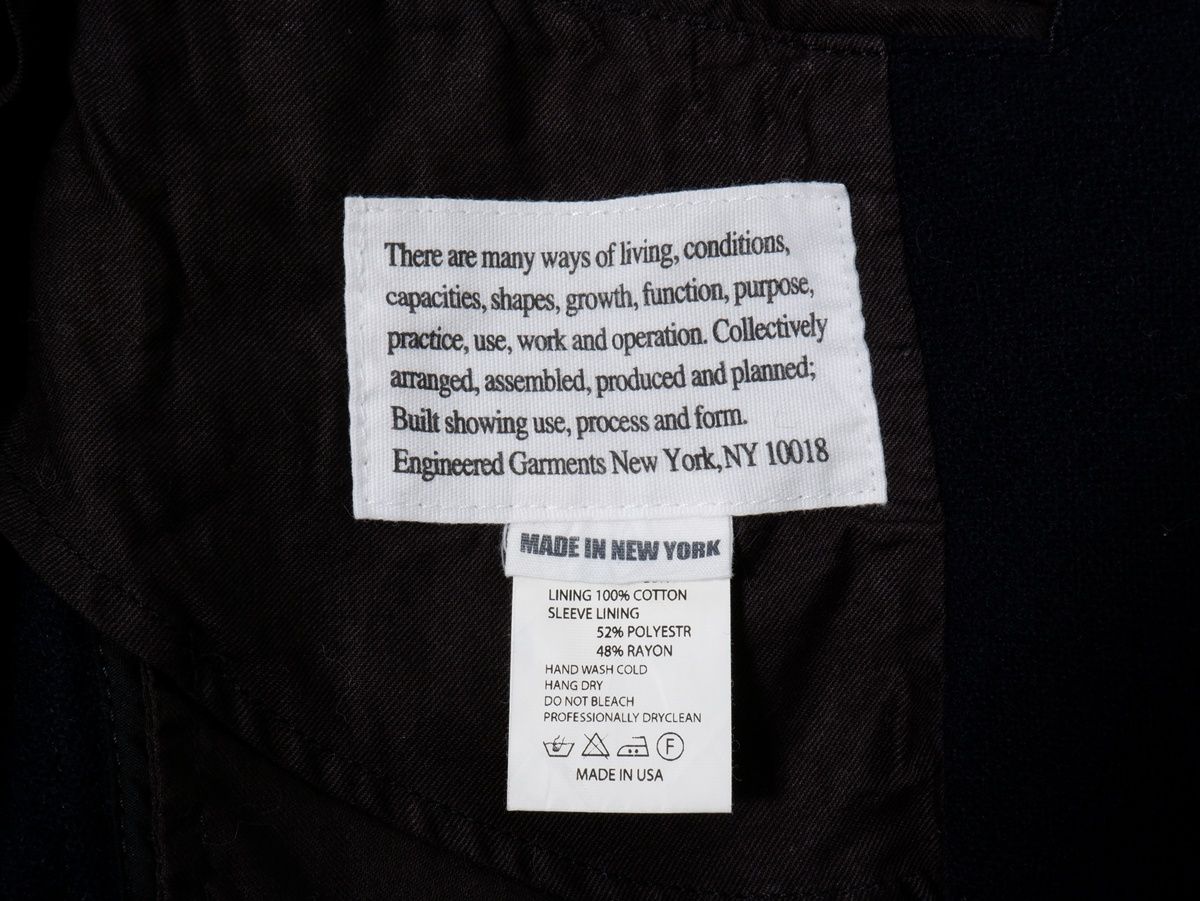 There are many ways of living, conditions,
capacities, shapes, growth, function, purpose,
practice, use, work and operation. Collectively
arranged, assembled, produced and planned;
Built showing use, process and form.
Engineered Garments New York, NY 10018
MADE IN NEW YORK
LINING 100% COTTON
SLEEVE LINING
52% POLYESTR
48% RAYON
HAND WASH COLD
HANG DRY
DO NOT BLEACH
PROFESSIONALLY DRYCLEAN
F
MADE IN USA